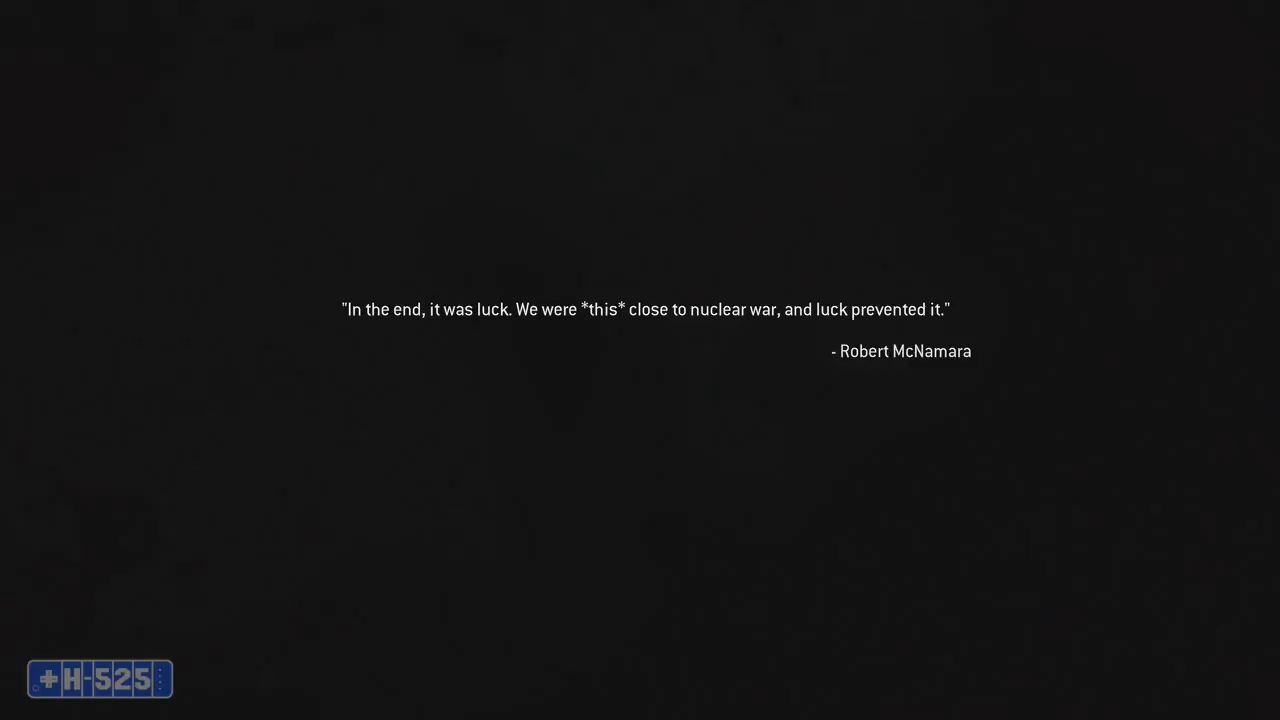 "In the end, it was luck. We were *this* close to nuclear war, and luck prevented it."
- Robert McNamara
+H-525